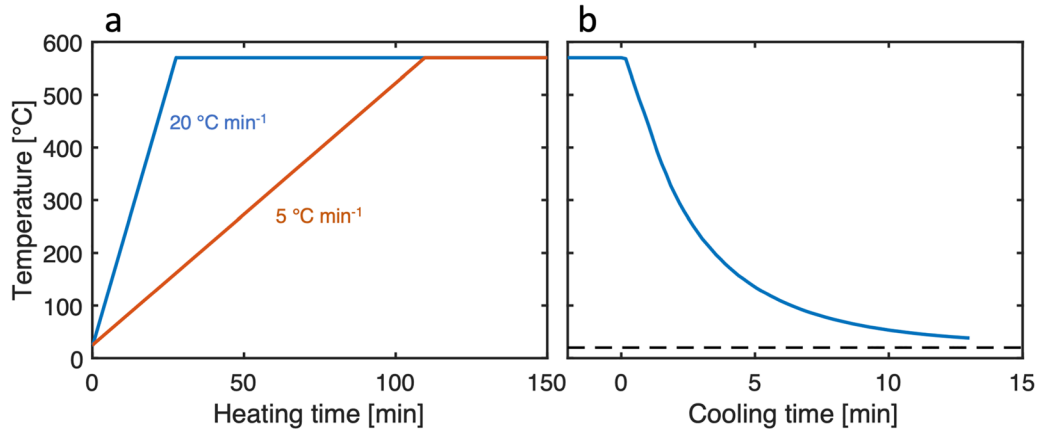 a
b
600
500
400
300
200
100
0
Temperature [°C]
20 °C min-1
5 °C min-1
0
50
100
150
Heating time [min]
0
5
10
15
Cooling time [min]